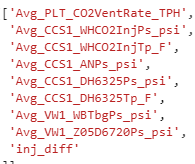 ['Avg_PLT_CO2VentRate_TPH',
'Avg_CCS1_WHCO2InjPs_psi',
'Avg_CCS1_WHCO2InjTp_F',
'Avg_CCS1_ANPs_psi',
'Avg_CCS1_DH6325Ps_psi',
'Avg_CCS1_DH6325Tp_F',
'Avg_VW1_WBTbgPs_psi',
'Avg_VW1_Z05D6720Ps_psi',
'inj_diff'